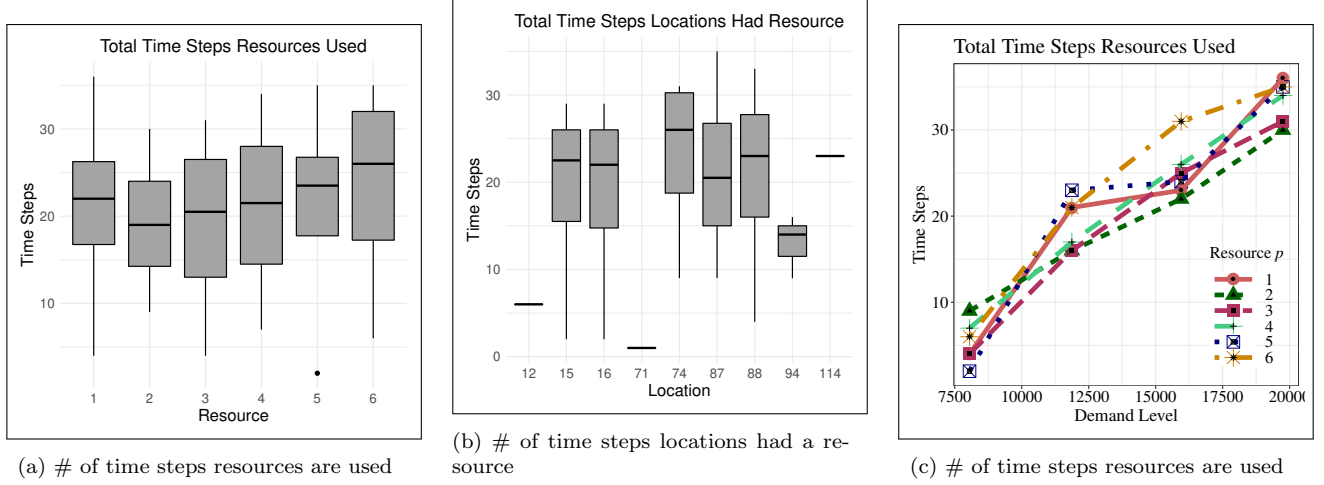 Total Time Steps Resources Used
Time Steps
30
20
10
1 2 3 4 5 6
Resource
(a) # of time steps resources are used
Total Time Steps Locations Had Resource
Time Steps
30
20
10
0
12 15 16 71 74 87 88 94 114
Location
(b) # of time steps locations had a re-
source
Total Time Steps Resources Used
Time Steps
30
20
10
Resource p
1
2
3
4
5
6
7500 10000 12500 15000 17500 20000
Demand Level
(c) # of time steps resources are used